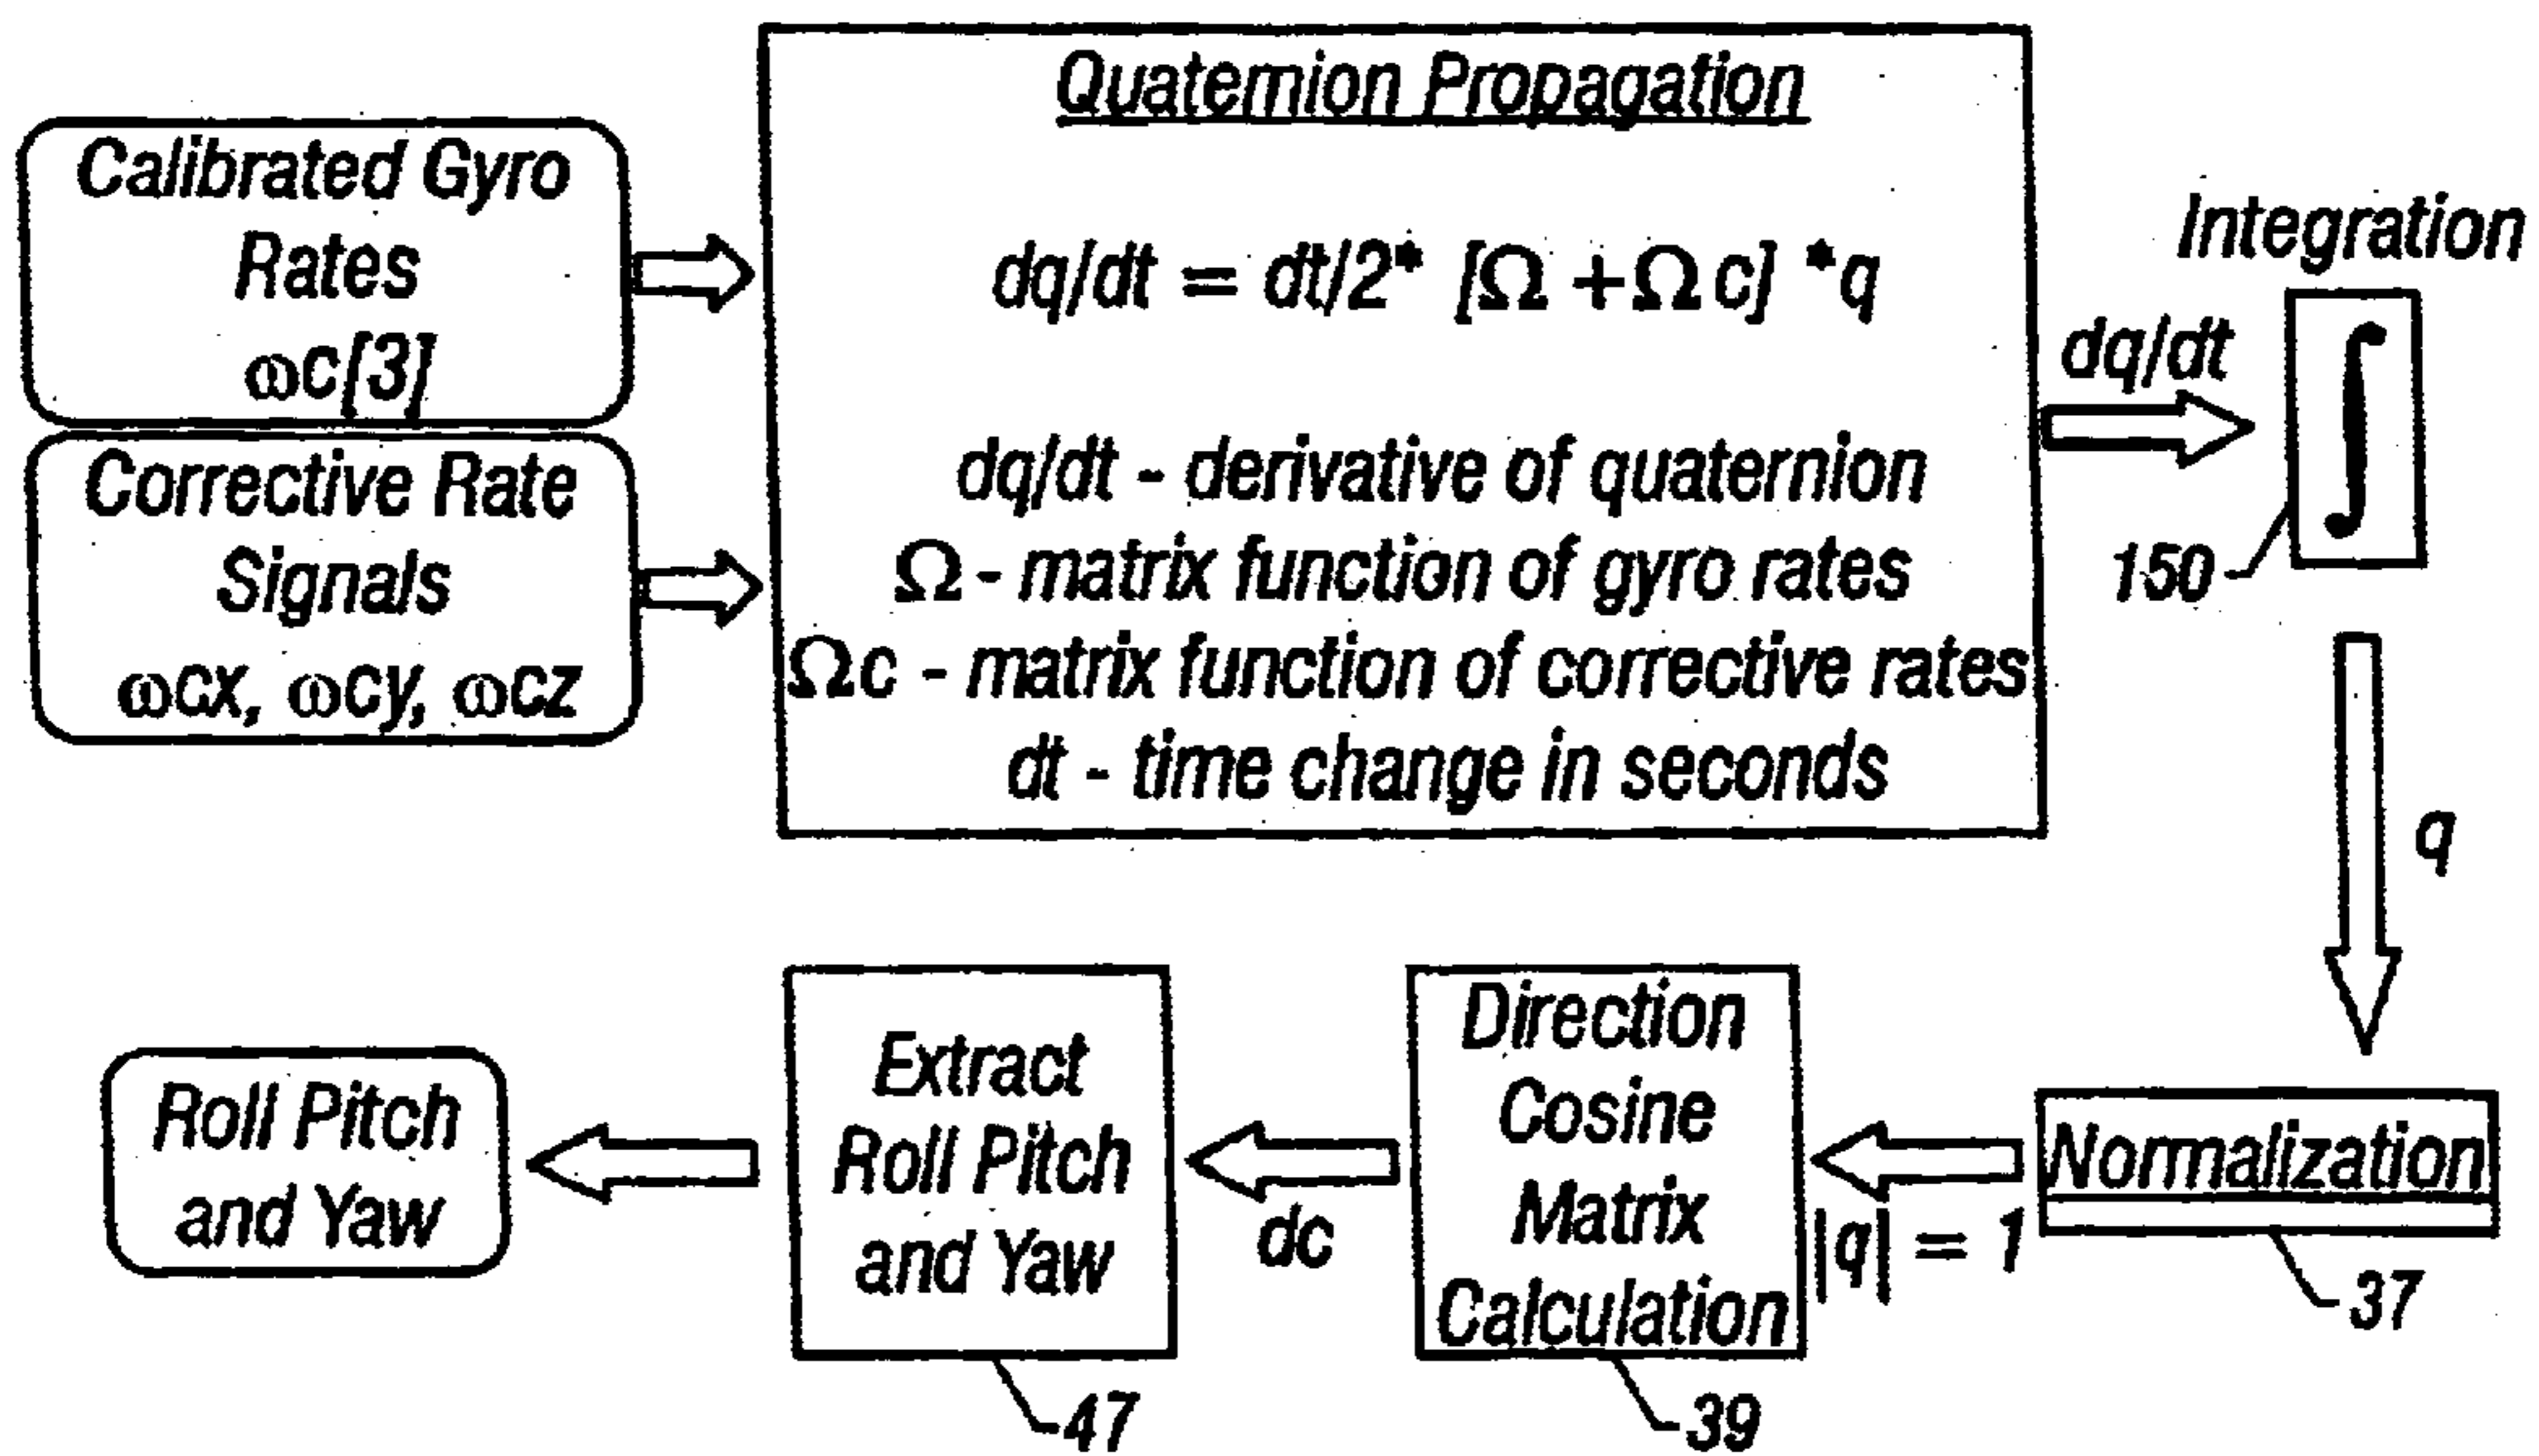 Calibrated Gyro
Rates
ωc[3]
Corrective Rate
Signals
ωcx, ωcy, ωcz
Quaternion Propagation
dq/dt = dt/2* [Ω + Ωc] *q
dq/dt - derivative of quaternion
Ω - matrix function of gyro rates
Ωc - matrix function of corrective rates
dt - time change in seconds
dq/dt
Integration
∫
150
q
Normalization
37
|q| = 1
Direction
Cosine
Matrix
Calculation
39
dc
Extract
Roll Pitch
and Yaw
47
Roll Pitch
and Yaw